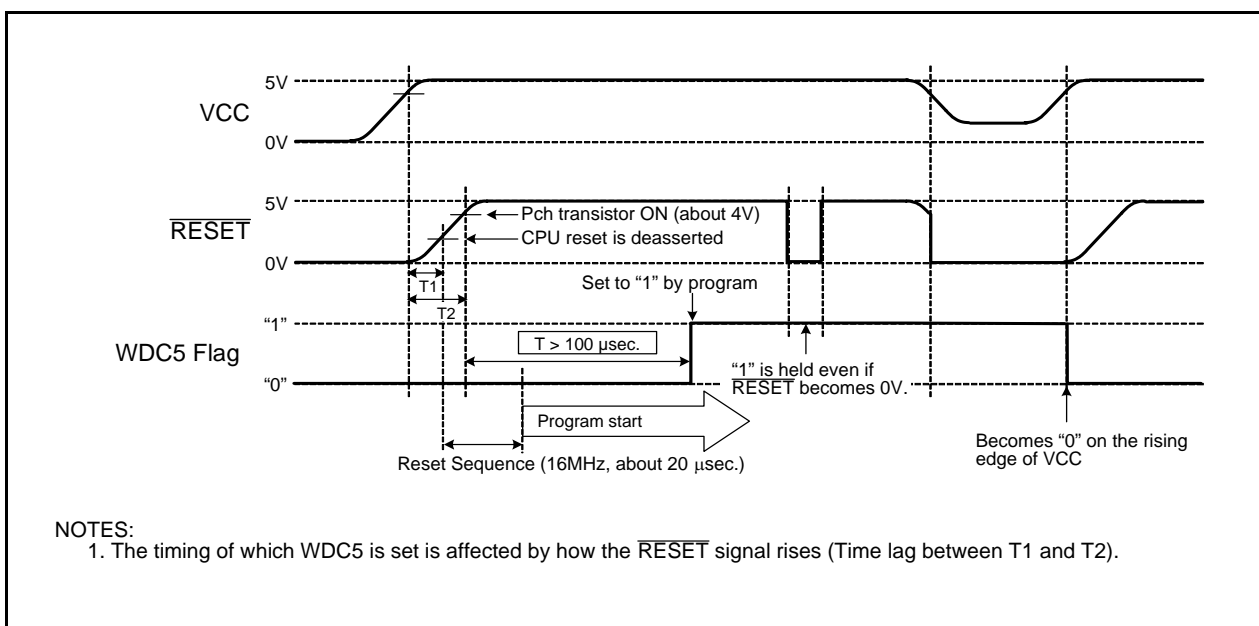 5V
VCC
0V
5V
Pch transistor ON (about 4V)
RESET
CPU reset is deasserted
0V
T1
Set to “1” by program
T2
“1”
T > 100 μsec.
WDC5 Flag
“1” is held even if
RESET becomes 0V.
“0”
Program start
Becomes “0” on the rising
edge of VCC
Reset Sequence (16MHz, about 20 μsec.)
NOTES:
1. The timing of which WDC5 is set is affected by how the RESET signal rises (Time lag between T1 and T2).